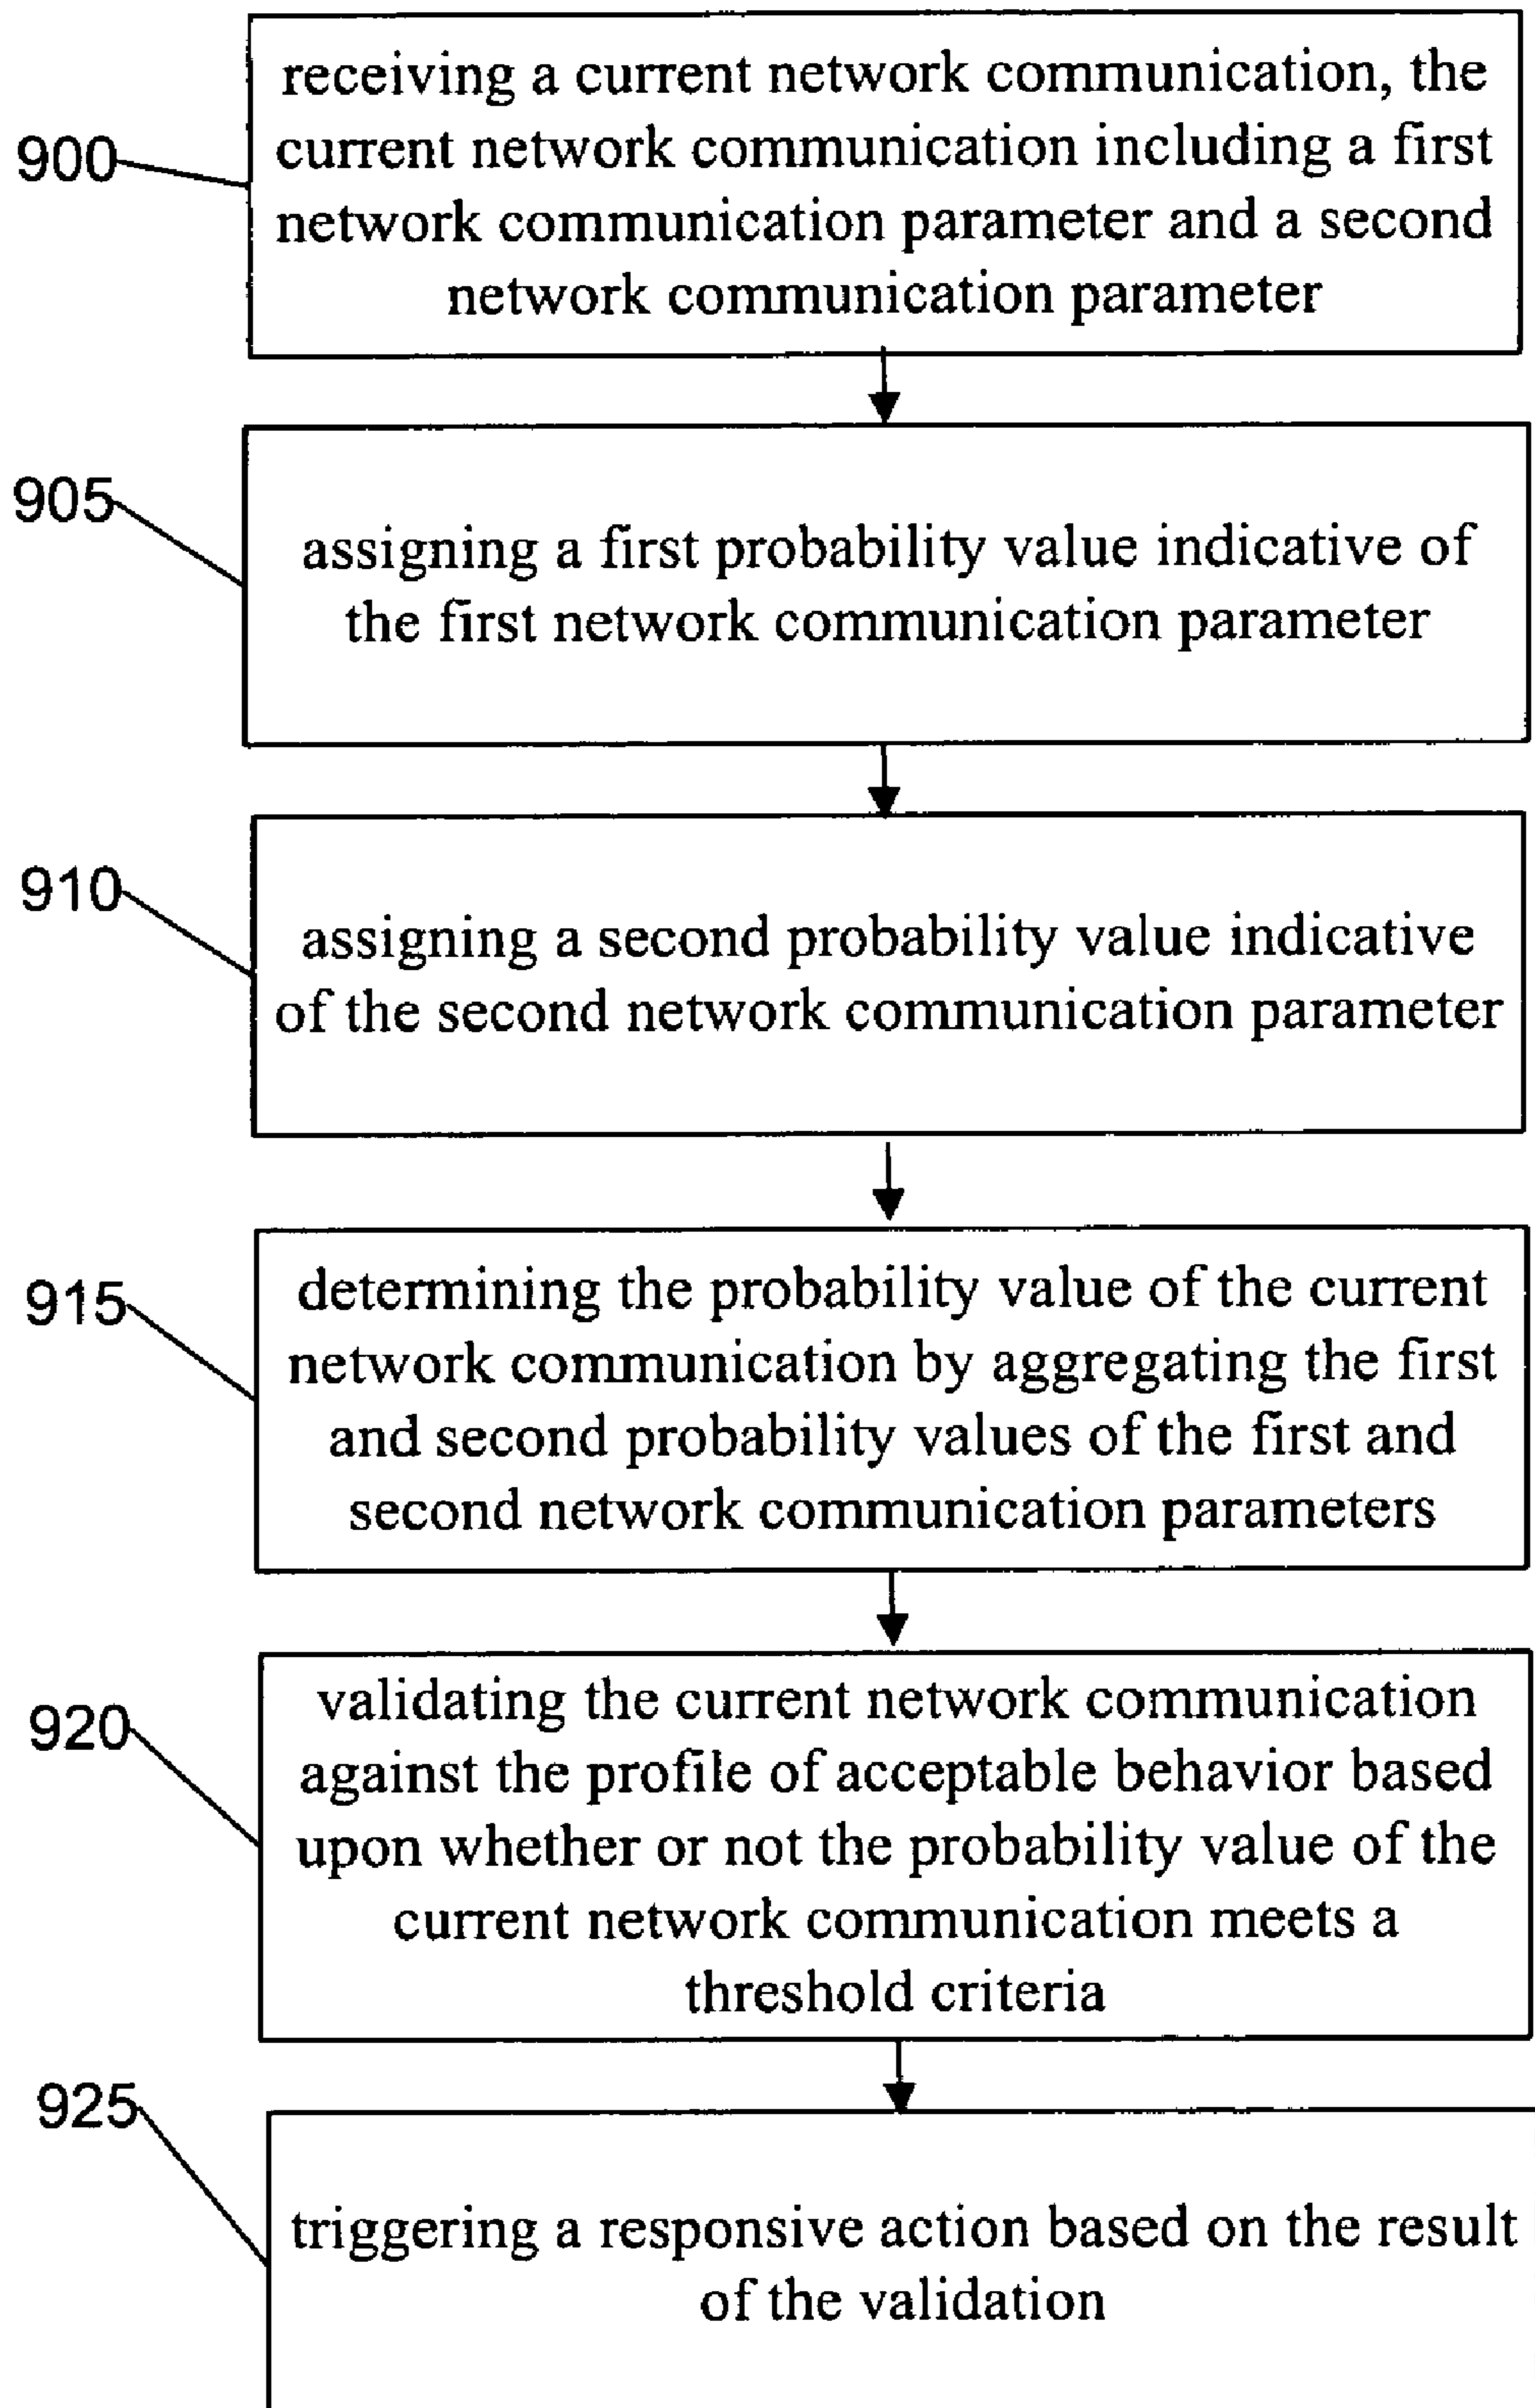 900
receiving a current network communication, the
current network communication including a first
network communication parameter and a second
network communication parameter
905
assigning a first probability value indicative of
the first network communication parameter
910
assigning a second probability value indicative
of the second network communication parameter
915
determining the probability value of the current
network communication by aggregating the first
and second probability values of the first and
second network communication parameters
920
validating the current network communication
against the profile of acceptable behavior based
upon whether or not the probability value of the
current network communication meets a
threshold criteria
925
triggering a responsive action based on the result
of the validation